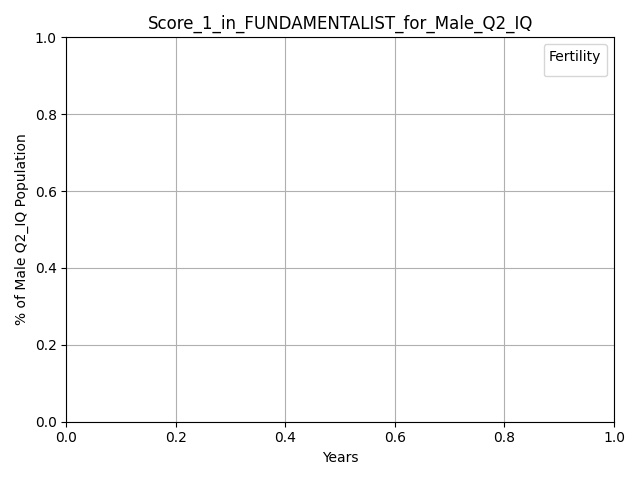 Score_1_in_FUNDAMENTALIST_for_Male_Q2_IQ
Fertility
% of Male Q2_IQ Population
1.0
0.8
0.6
0.4
0.2
0.0
0.0 0.2 0.4 0.6 0.8 1.0
Years